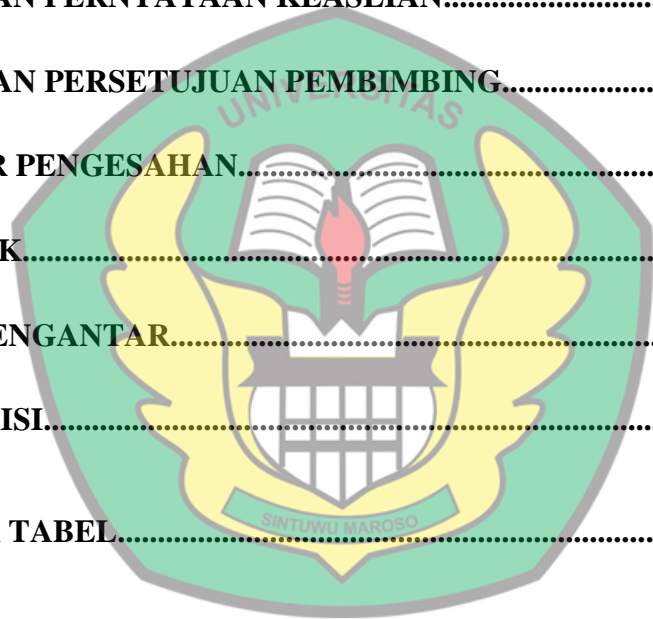 AN PERNYATAAN KEASLIAN
AN PERSETUJUAN PEMBIMBING....................
UNIVERSITAS
R PENGESAHAN....................................................
K....................................................................................
ENGANTAR................................................................
ISI.................................................................................
SINTUWU MAROSO
TABEL.......................................................................